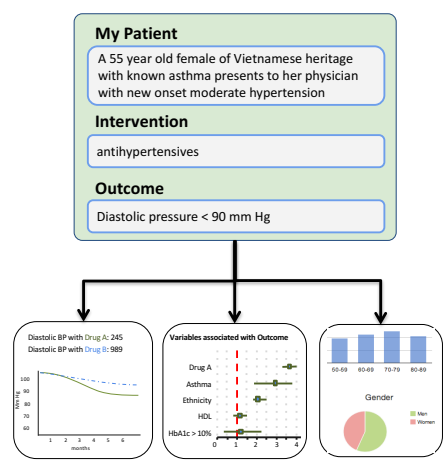 My Patient
A 55 year old female of Vietnamese heritage
with known asthma presents to her physician
with new onset moderate hypertension
Intervention
antihypertensives
Outcome
Diastolic pressure < 90 mm Hg
Diastolic BP with Drug A: 245
Diastolic BP with Drug B: 989
100
90
80
70
60
Mm Hg
1 2 3 4 5 6
months
Variables associated with Outcome
Drug A
Asthma
Ethnicity
HDL
HbA1c > 10%
0 1 2 3 4
50-59 60-69 70-79 80-89
Gender
Men
Women